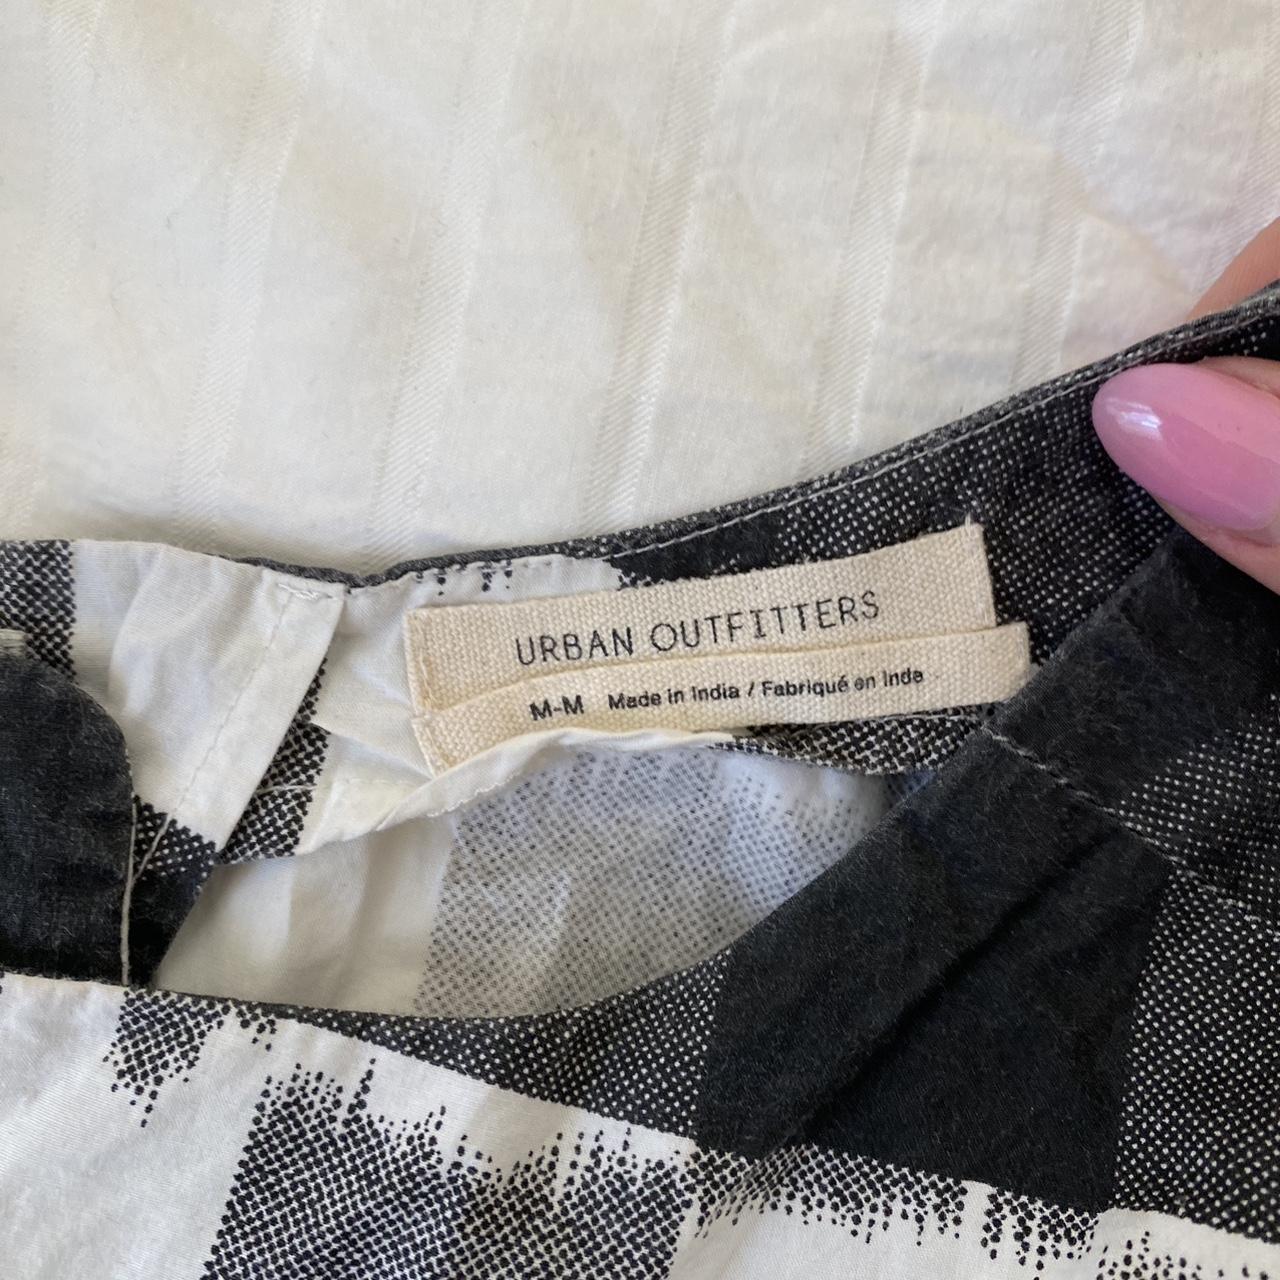 URBAN OUTFITTERS
M-M Made in India / Fabriqué en Inde